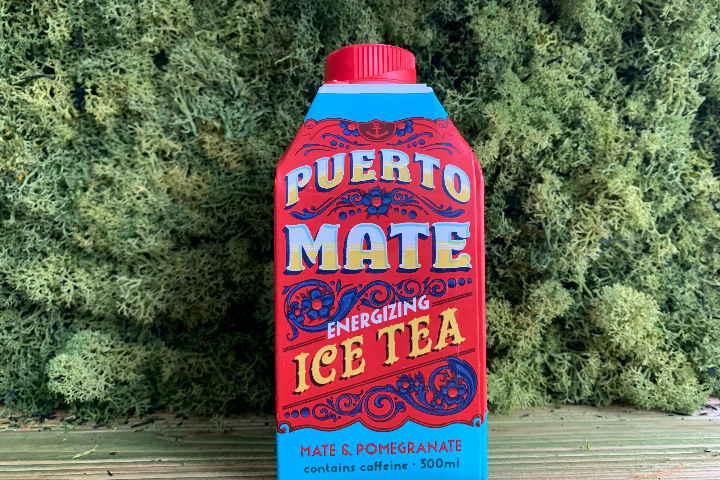 PUERTO
MATE
ENERGIZING
ICE TEA
MATE & POMEGRANATE
contains caffeine · 500ml